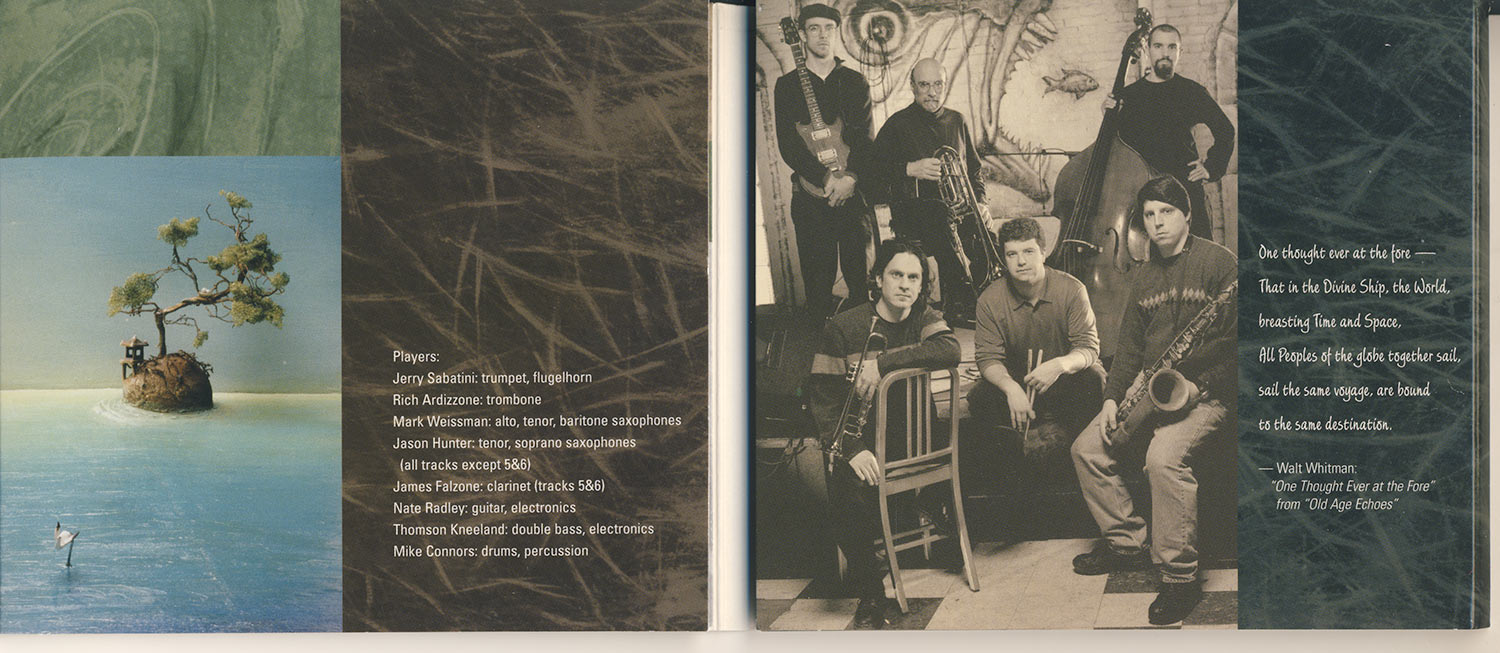 Players:
Jerry Sabatini: trumpet, flugelhorn
Rich Ardizzone: trombone
Mark Weissman: alto, tenor, baritone saxophones
Jason Hunter: tenor, soprano saxophones
(all tracks except 5&6)
James Falzone: clarinet (tracks 5&6)
Nate Radley: guitar, electronics
Thomson Kneeland: double bass, electronics
Mike Connors: drums, percussion
One thought ever at the fore —
That in the Divine Ship, the World,
breasting Time and Space,
All Peoples of the globe together sail,
sail the same voyage, are bound
to the same destination.
— Walt Whitman:
"One Thought Ever at the Fore"
from "Old Age Echoes"